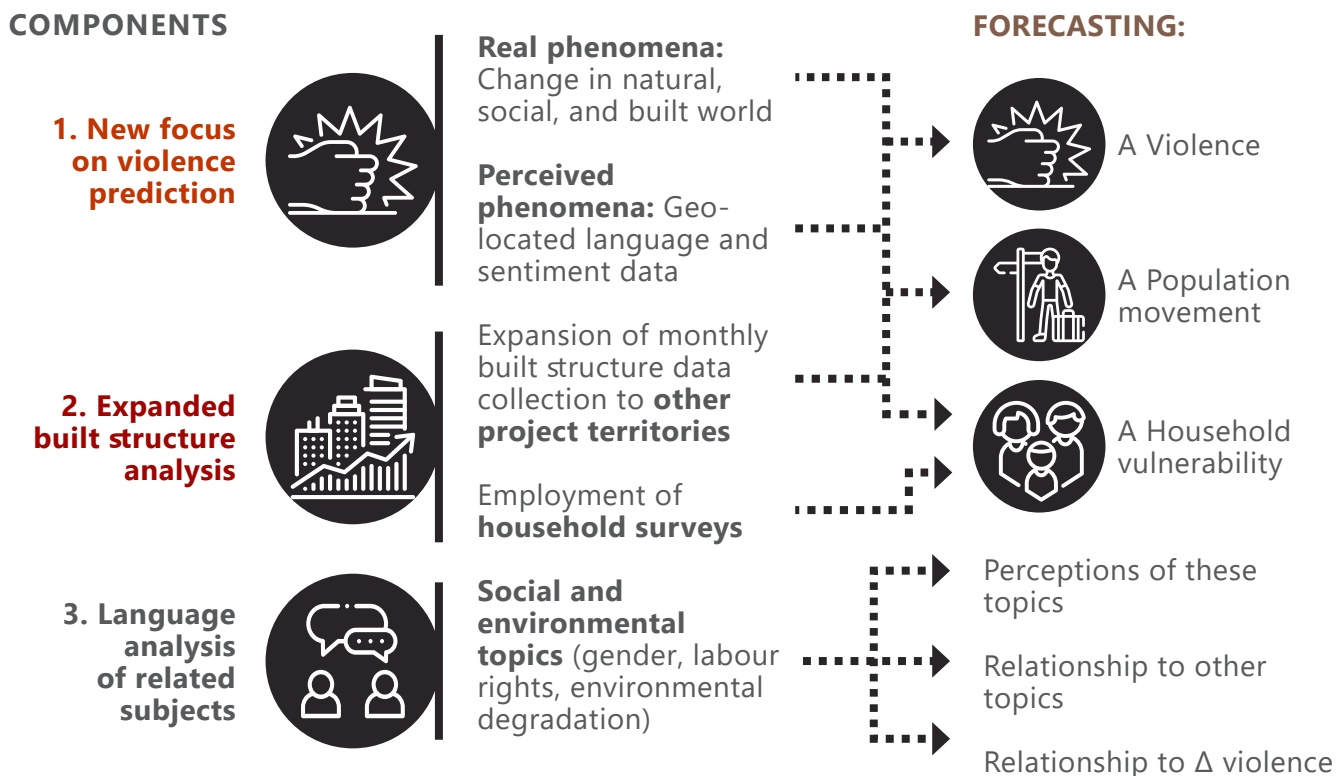 COMPONENTS
1. New focus
on violence
prediction
Real phenomena:
Change in natural,
social, and built world
Perceived
phenomena: Geo-
located language and
sentiment data
2. Expanded
built structure
analysis
Expansion of monthly
built structure data
collection to other
project territories
Employment of
household surveys
3. Language
analysis
of related
subjects
Social and
environmental
topics (gender, labour
rights, environmental
degradation)
FORECASTING:
A Violence
A Population
movement
A Household
vulnerability
Perceptions of these
topics
Relationship to other
topics
Relationship to Δ violence